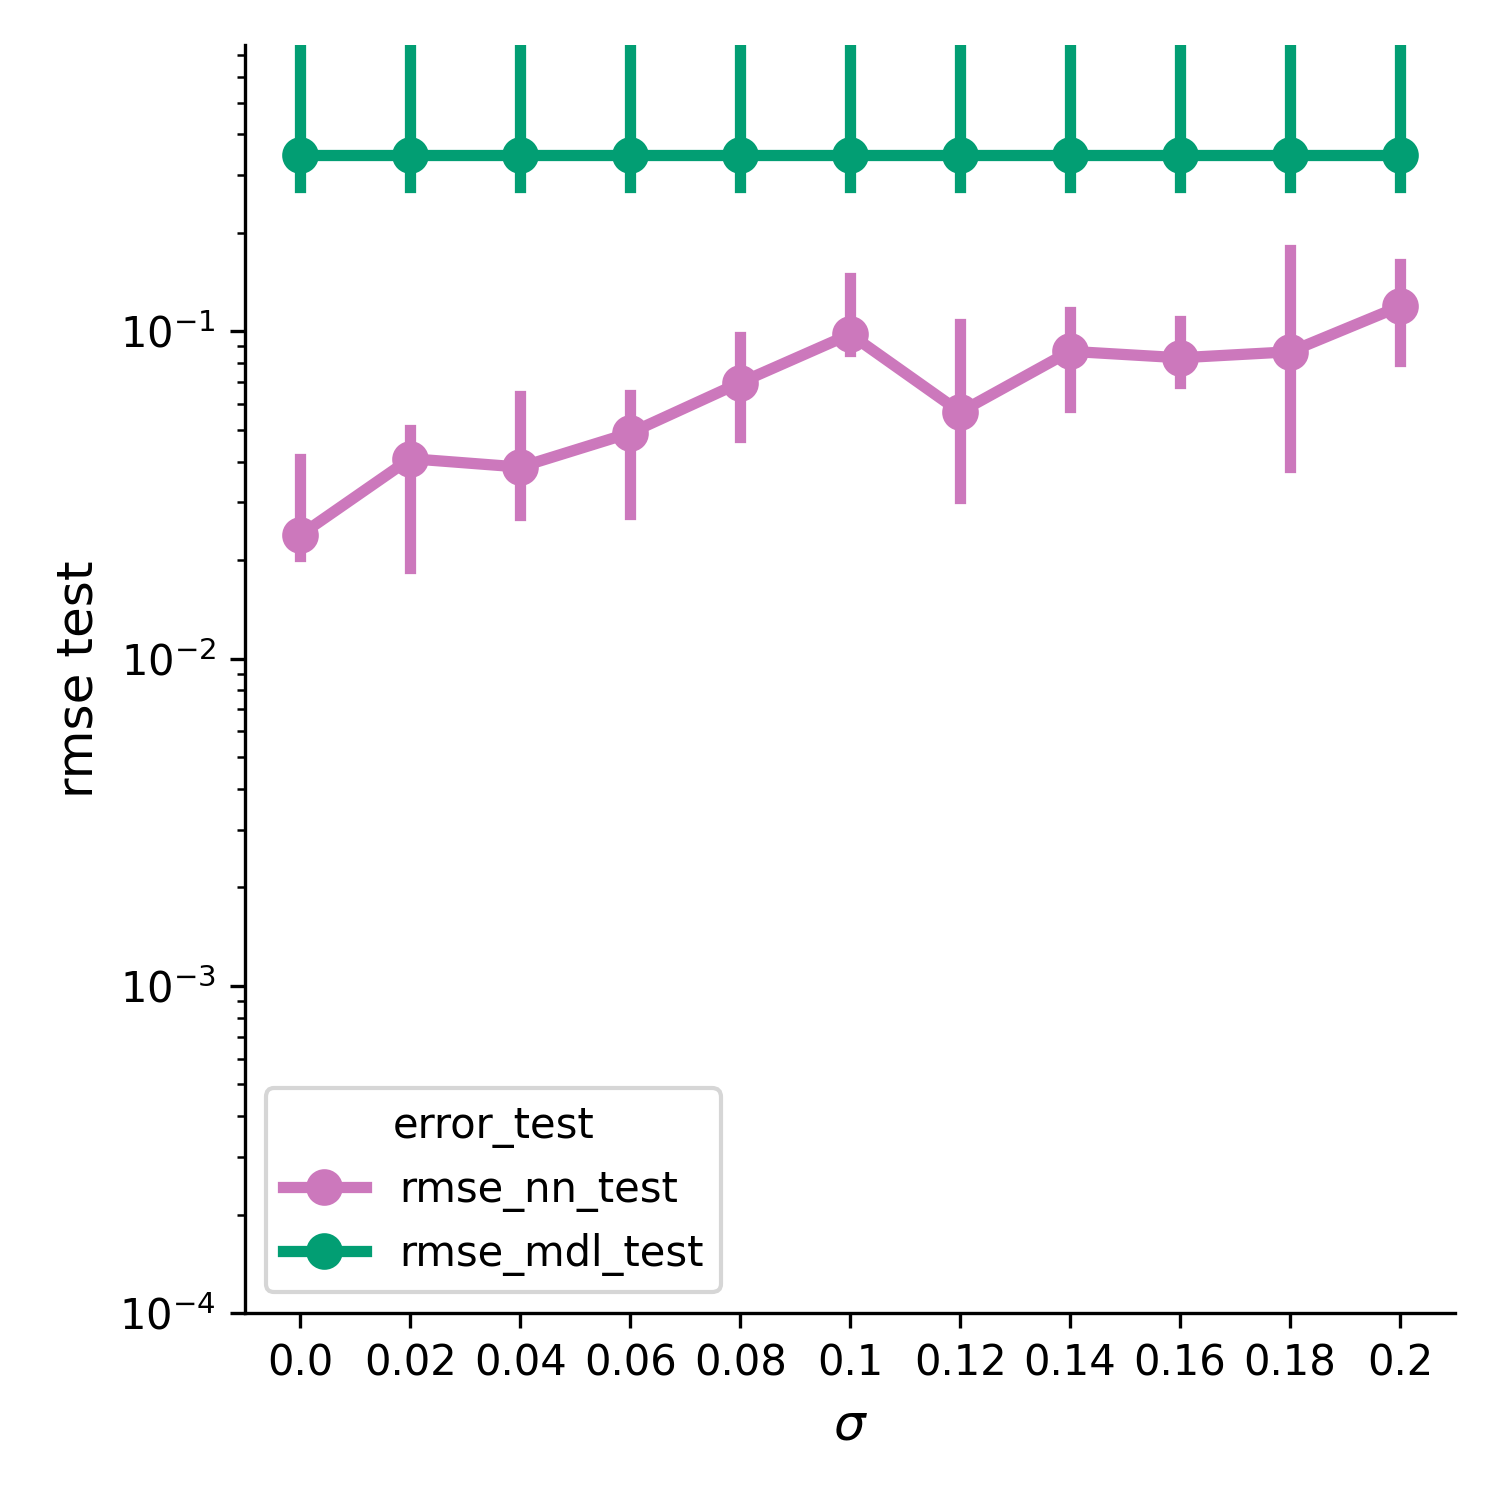 rmse test
10⁻¹
10⁻²
10⁻³
10⁻⁴
error_test
rmse_nn_test
rmse_mdl_test
0.0 0.02 0.04 0.06 0.08 0.1 0.12 0.14 0.16 0.18 0.2
σ